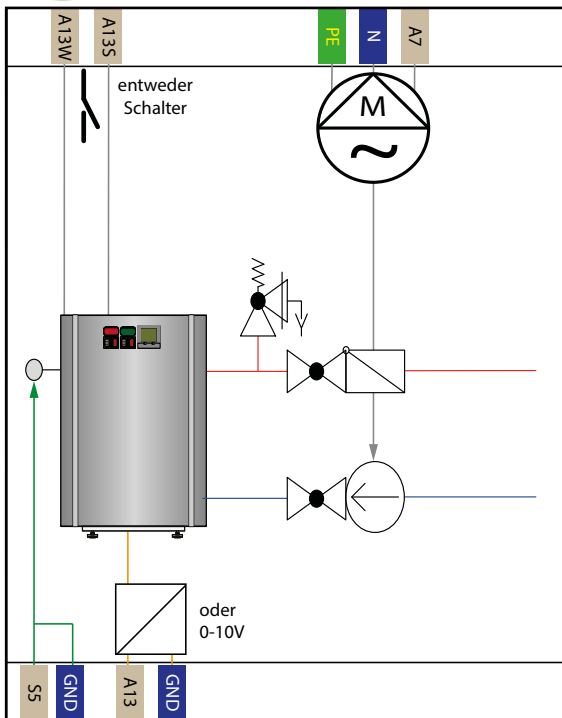 A13W
A13S
PE
N
A7
entweder
Schalter
M
~
oder
0-10V
S5
GND
A13
GND